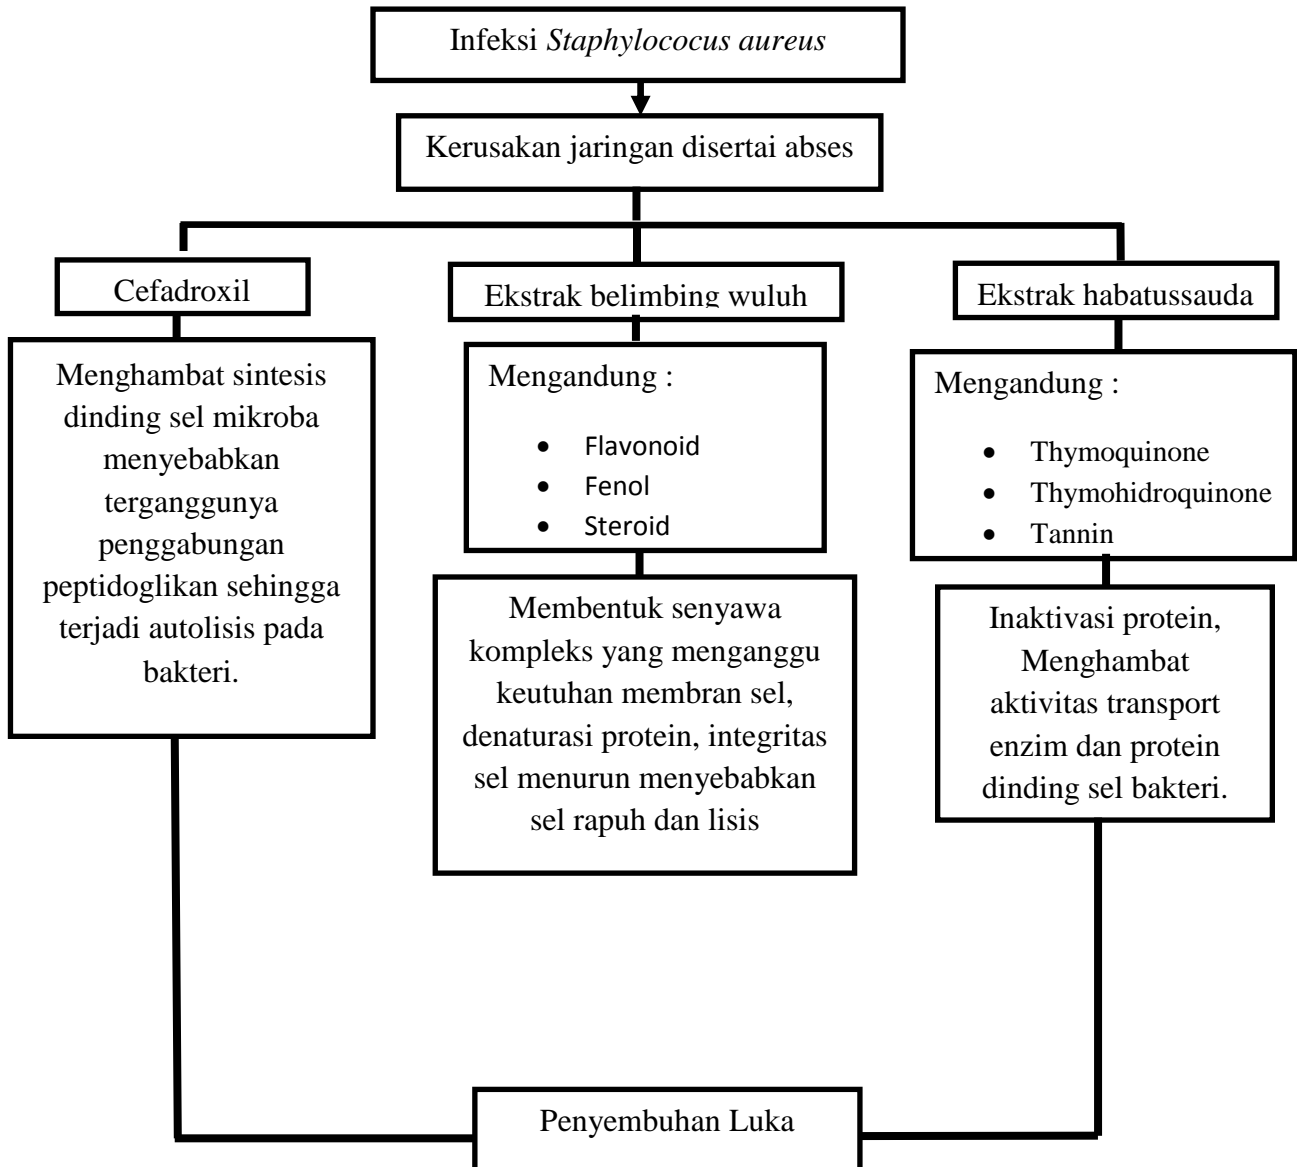 Infeksi Staphylococus aureus
Kerusakan jaringan disertai abses
Cefadroxil
Menghambat sintesis
dinding sel mikroba
menyebabkan
terganggunya
penggabungan
peptidoglikan sehingga
terjadi autolisis pada
bakteri.
Ekstrak belimbing wuluh
Mengandung :
• Flavonoid
• Fenol
• Steroid
Membentuk senyawa
kompleks yang menganggu
keutuhan membran sel,
denaturasi protein, integritas
sel menurun menyebabkan
sel rapuh dan lisis
Ekstrak habatussauda
Mengandung :
• Thymoquinone
• Thymohidroquinone
• Tannin
Inaktivasi protein,
Menghambat
aktivitas transport
enzim dan protein
dinding sel bakteri.
Penyembuhan Luka